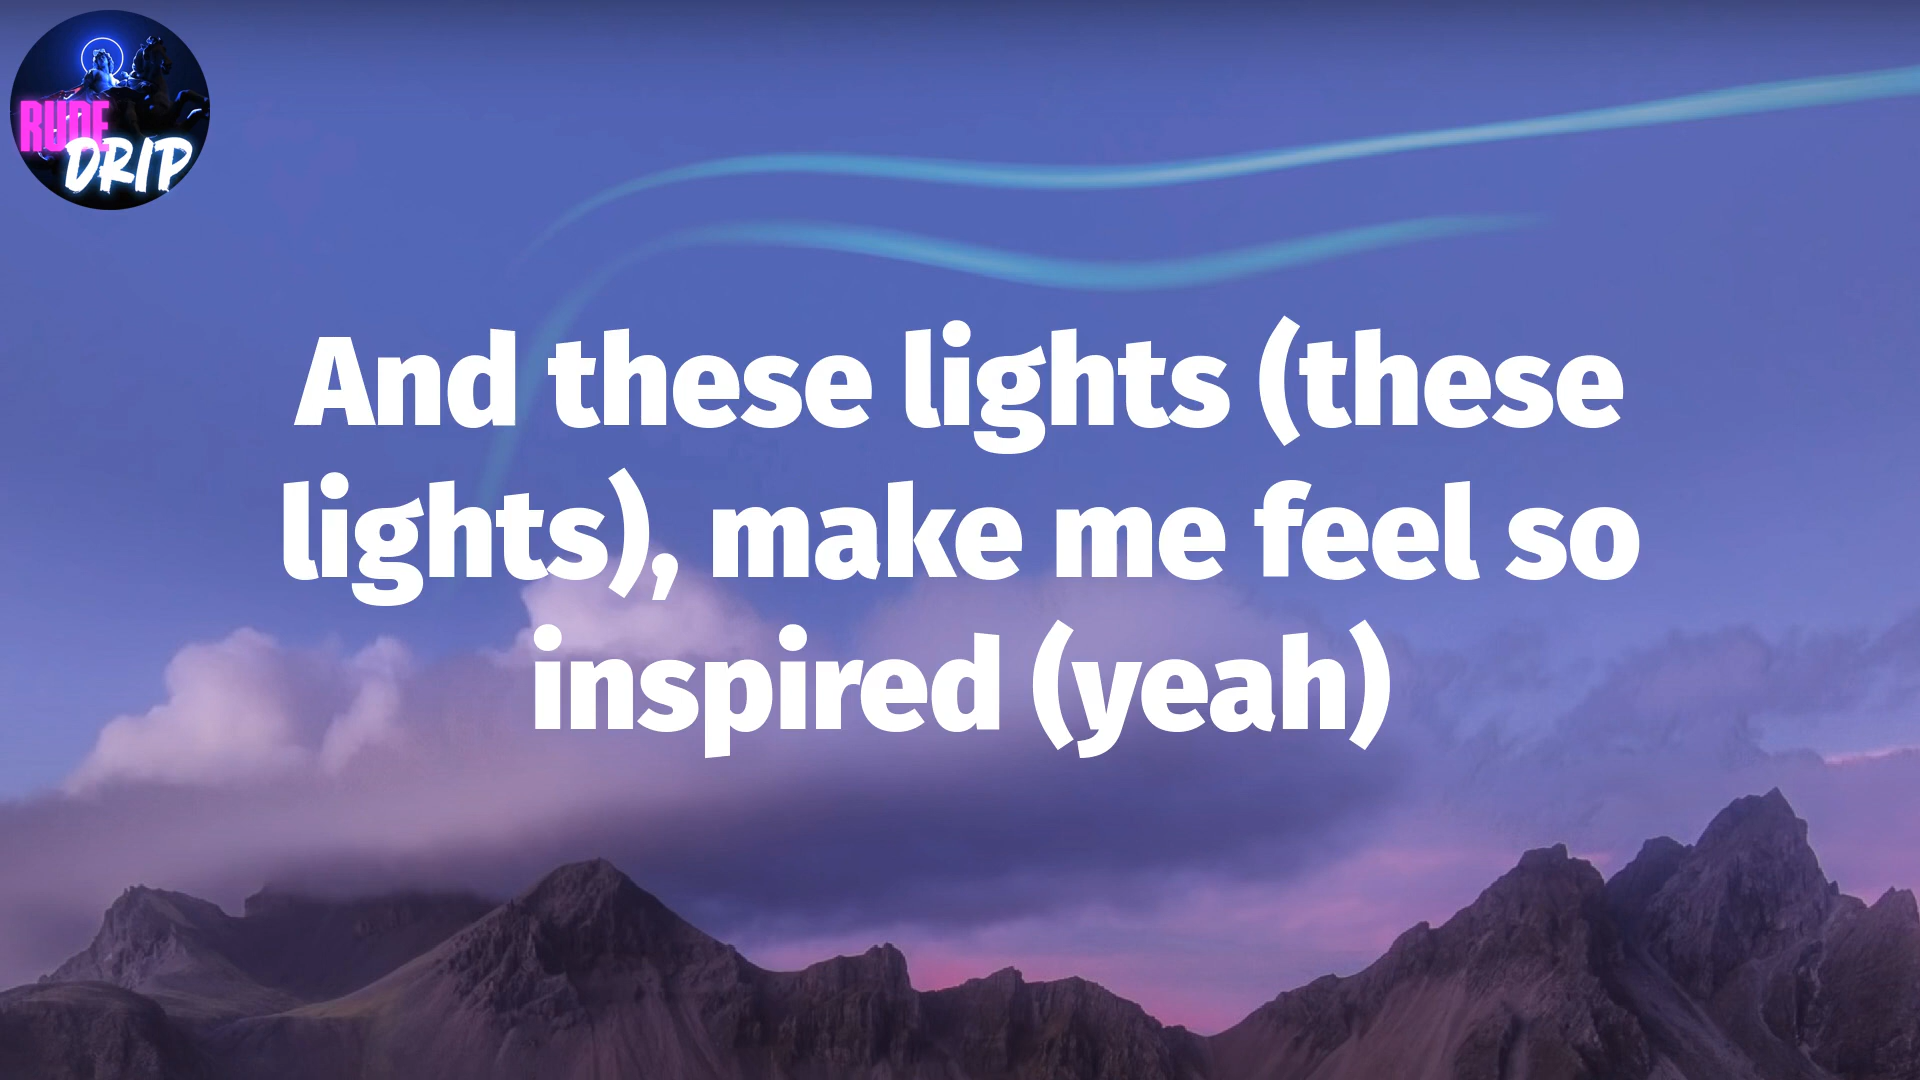 RUDE
DRIP
And these lights (these
lights), make me feel so
inspired (yeah)